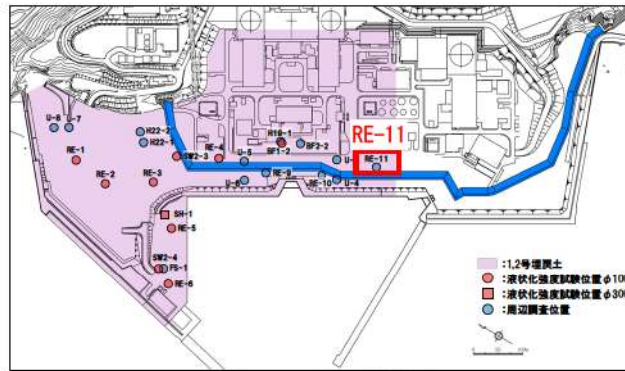 RE-11
U-8
U-7
H22-2
H22-1
RE-1
SW2-3
RE-4
U-5
H19-1
BF1-2
BF2-2
RE-11
RE-2
RE-3
U-6
RE-9
RE-10
U-4
SH-1
RE-5
SW2-4
FS-1
RE-6
:1,2号埋戻土
:液状化強度試験位置φ100
:液状化強度試験位置φ300
:周辺調査位置